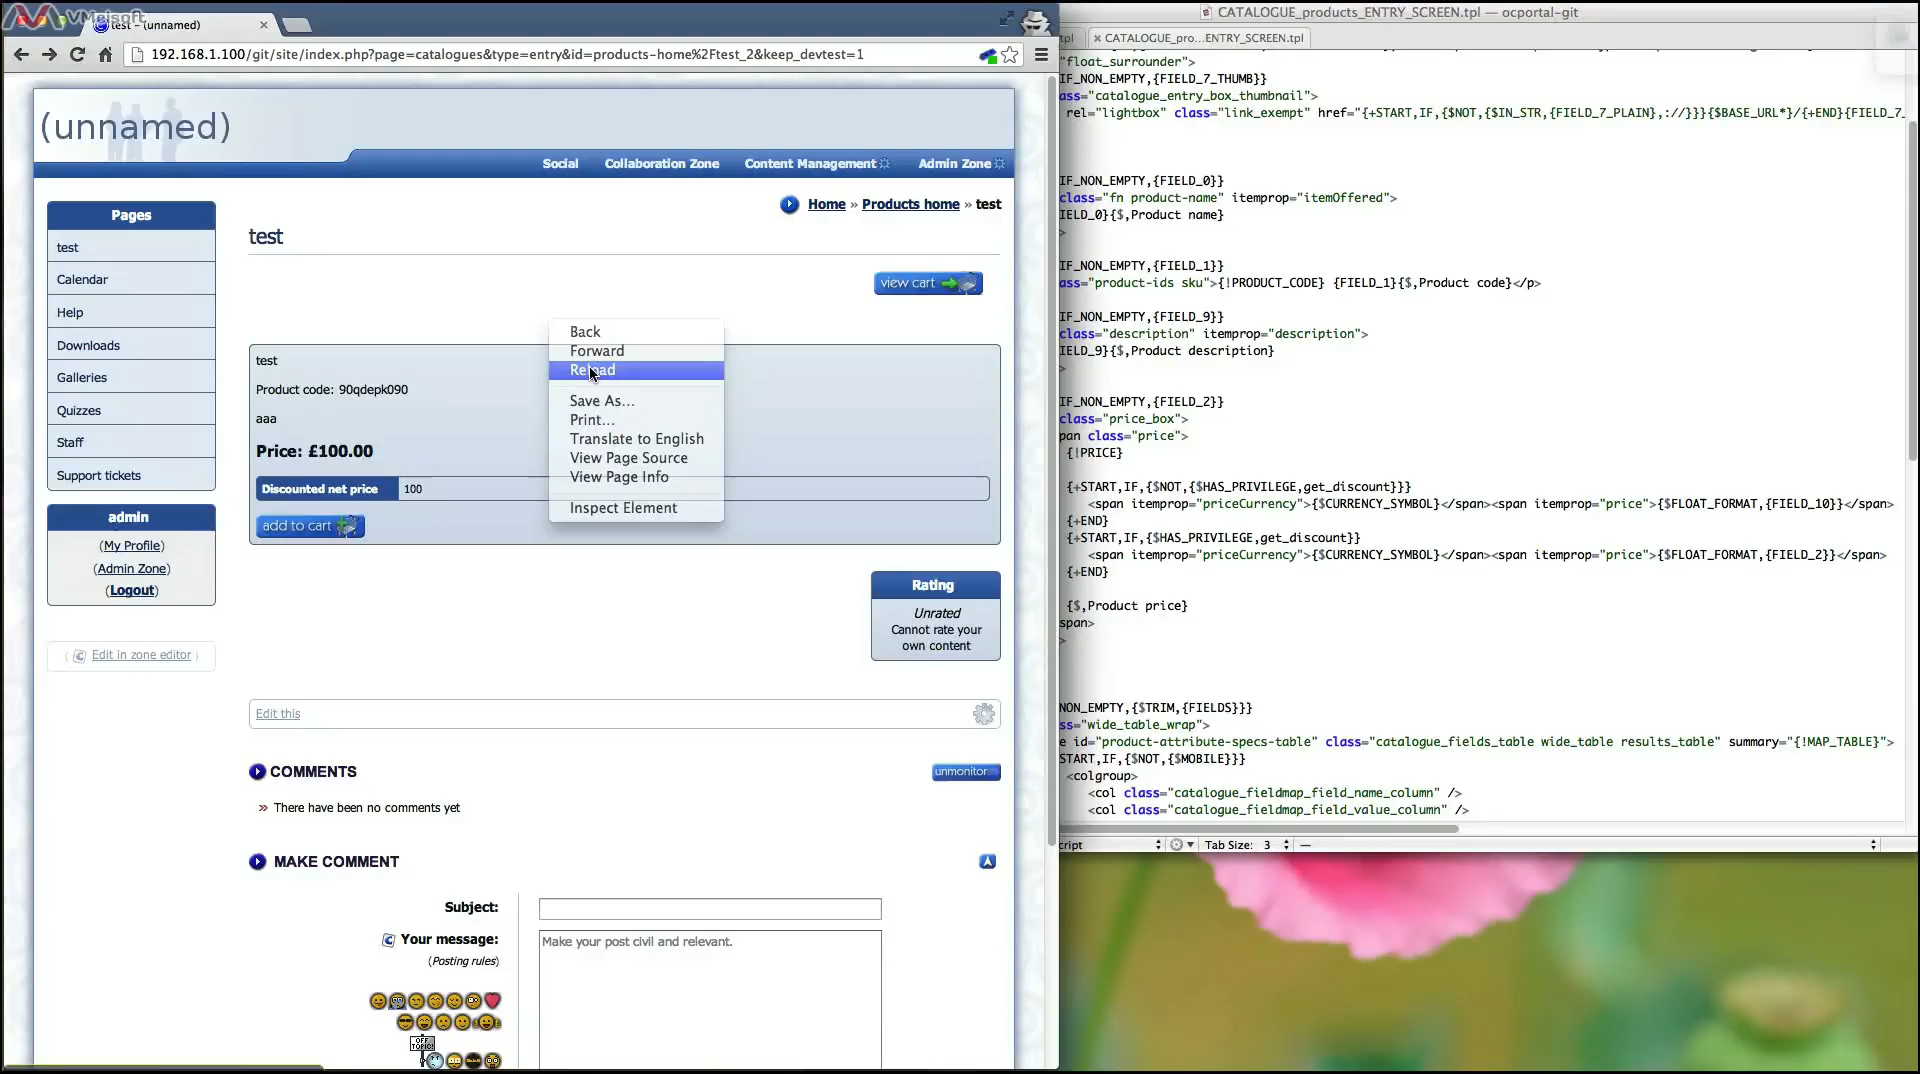 VMeisoft
test - (unnamed)
192.168.1.100/git/site/index.php?page=catalogues&type=entry&id=products-home%2Ftest_2&keep_devtest=1
(unnamed)
Social Collaboration Zone Content Management Admin Zone
Pages
test
Calendar
Help
Downloads
Galleries
Quizzes
Staff
Support tickets
admin
(My Profile)
(Admin Zone)
(Logout)
( Edit in zone editor )
Home » Products home » test
test
view cart
test
Product code: 90qdepk090
aaa
Price: £100.00
Discounted net price 100
add to cart
Back
Forward
Reload
Save As...
Print...
Translate to English
View Page Source
View Page Info
Inspect Element
Rating
Unrated
Cannot rate your
own content
Edit this
COMMENTS
unmonitor
» There have been no comments yet
MAKE COMMENT
Subject:
Your message:
(Posting rules)
Make your post civil and relevant.
OFF
TOPIC!
CATALOGUE_products_ENTRY_SCREEN.tpl — ocportal-git
tpl
CATALOGUE_pro...ENTRY_SCREEN.tpl
"float_surrounder">
IF_NON_EMPTY,{FIELD_7_THUMB}}
ass="catalogue_entry_box_thumbnail">
rel="lightbox" class="link_exempt" href="{+START,IF,{$NOT,{$IN_STR,{FIELD_7_PLAIN},://}}}{$BASE_URL*}/{+END}{FIELD_7_
IF_NON_EMPTY,{FIELD_0}}
class="fn product-name" itemprop="itemOffered">
IELD_0}{$,Product name}
>
IF_NON_EMPTY,{FIELD_1}}
ass="product-ids sku">{!PRODUCT_CODE} {FIELD_1}{$,Product code}</p>
IF_NON_EMPTY,{FIELD_9}}
class="description" itemprop="description">
IELD_9}{$,Product description}
>
IF_NON_EMPTY,{FIELD_2}}
class="price_box">
pan class="price">
{!PRICE}
{+START,IF,{$NOT,{$HAS_PRIVILEGE,get_discount}}}
<span itemprop="priceCurrency">{$CURRENCY_SYMBOL}</span><span itemprop="price">{$FLOAT_FORMAT,{FIELD_10}}</span>
{+END}
{+START,IF,{$HAS_PRIVILEGE,get_discount}}
<span itemprop="priceCurrency">{$CURRENCY_SYMBOL}</span><span itemprop="price">{$FLOAT_FORMAT,{FIELD_2}}</span>
{+END}
{$,Product price}
span>
>
NON_EMPTY,{$TRIM,{FIELDS}}}
ss="wide_table_wrap">
e id="product-attribute-specs-table" class="catalogue_fields_table wide_table results_table" summary="{!MAP_TABLE}">
START,IF,{$NOT,{$MOBILE}}}
<colgroup>
<col class="catalogue_fieldmap_field_name_column" />
<col class="catalogue_fieldmap_field_value_column" />
cript Tab Size: 3 —